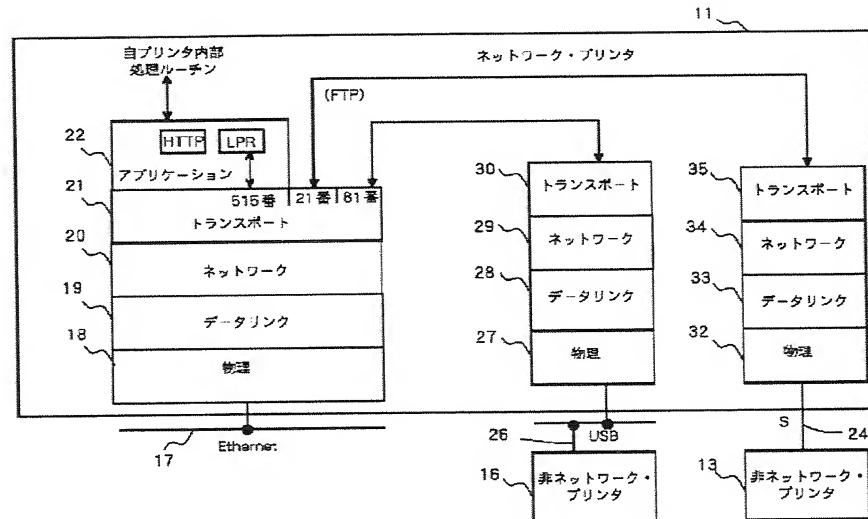 11
自プリンタ内部
処理ルーチン
ネットワーク・プリンタ
(FTP)
22
HTTP
LPR
アプリケーション
21
515番
21番
81番
トランスポート
20
ネットワーク
19
データリンク
18
物理
17
Ethernet
30
トランスポート
29
ネットワーク
28
データリンク
27
物理
26
USB
16
非ネットワーク・
プリンタ
35
トランスポート
34
ネットワーク
33
データリンク
32
物理
S
24
13
非ネットワーク・
プリンタ